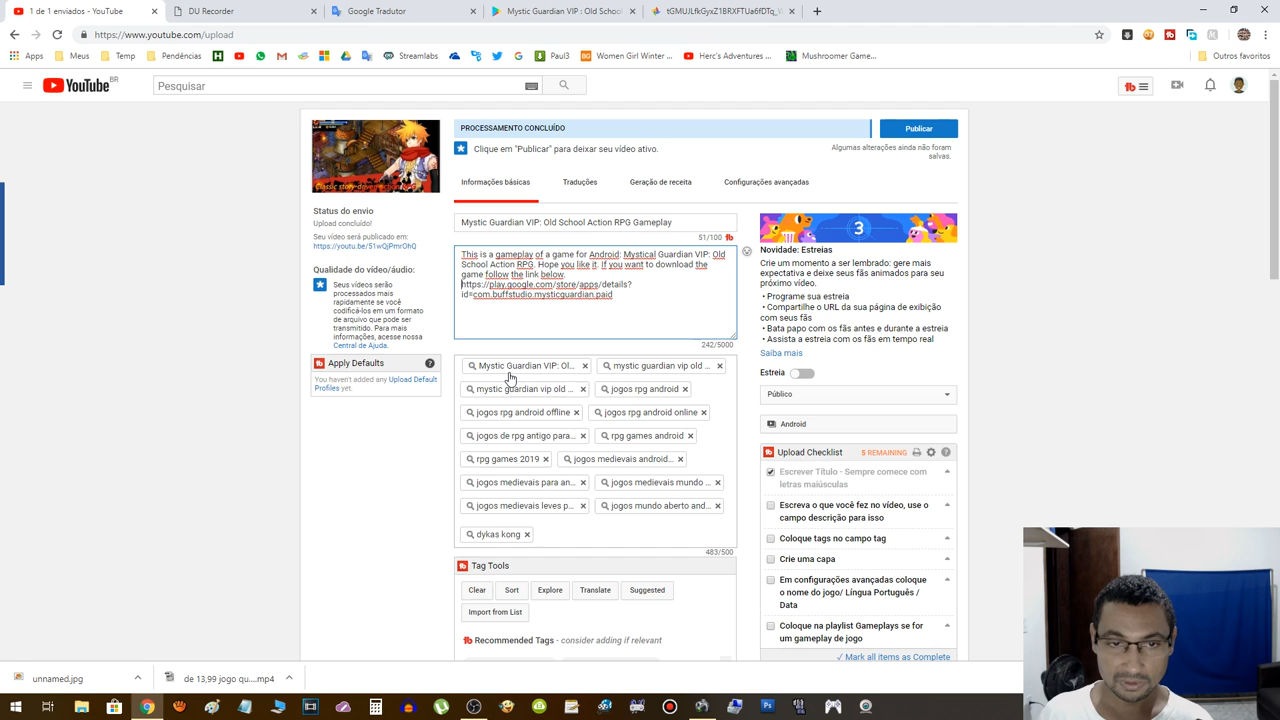 1 de 1 enviados - YouTube
DU Recorder
Google Tradutor
Mystic Guardian VIP : Old School
tGMUJLfkGyxZ1BRXFTUa6fDTq_
https://www.youtube.com/upload
Apps
Meus
Temp
Pendências
Streamlabs
Paul3
Women Girl Winter ...
Herc's Adventures ...
Mushroomer Game...
Outros favoritos
YouTube BR
Pesquisar
Classic story-driven action RPG
PROCESSAMENTO CONCLUÍDO
Publicar
Clique em "Publicar" para deixar seu vídeo ativo.
Algumas alterações ainda não foram
salvas.
Informações básicas
Traduções
Geração de receita
Configurações avançadas
Status do envio
Upload concluído!
Seu vídeo será publicado em:
https://youtu.be/51wQjPmrOhQ
Qualidade do vídeo/áudio:
Seus vídeos serão
processados mais
rapidamente se você
codificá-los em um formato
de arquivo que pode ser
transmitido. Para mais
informações, acesse nossa
Central de Ajuda.
Apply Defaults
You haven't added any Upload Default
Profiles yet.
Mystic Guardian VIP: Old School Action RPG Gameplay
51/100
This is a gameplay of a game for Android: Mystical Guardian VIP: Old
School Action RPG. Hope you like it. If you want to download the
game follow the link below.
https://play.google.com/store/apps/details?
id=com.buffstudio.mysticguardian.paid
242/5000
Mystic Guardian VIP: Ol...
mystic guardian vip old ...
mystic guardian vip old ...
jogos rpg android
jogos rpg android offline
jogos rpg android online
jogos de rpg antigo para...
rpg games android
rpg games 2019
jogos medievais android...
jogos medievais para an...
jogos medievais mundo ...
jogos medievais leves p...
jogos mundo aberto and...
dykas kong
483/500
Tag Tools
Clear
Sort
Explore
Translate
Suggested
Import from List
Recommended Tags - consider adding if relevant
3
Novidade: Estreias
Crie um momento a ser lembrado: gere mais
expectativa e deixe seus fãs animados para seu
próximo vídeo.
• Programe sua estreia
• Compartilhe o URL da sua página de exibição
com seus fãs
• Bata papo com os fãs antes e durante a estreia
• Assista a estreia com os fãs em tempo real
Saiba mais
Estreia
Público
Android
Upload Checklist
5 REMAINING
Escrever Título - Sempre comece com
letras maiúsculas
Escreva o que você fez no vídeo, use o
campo descrição para isso
Coloque tags no campo tag
Crie uma capa
Em configurações avançadas coloque
o nome do jogo/ Língua Português /
Data
Coloque na playlist Gameplays se for
um gameplay de jogo
✓ Mark all items as Complete
unnamed.jpg
de 13,99 jogo qu....mp4